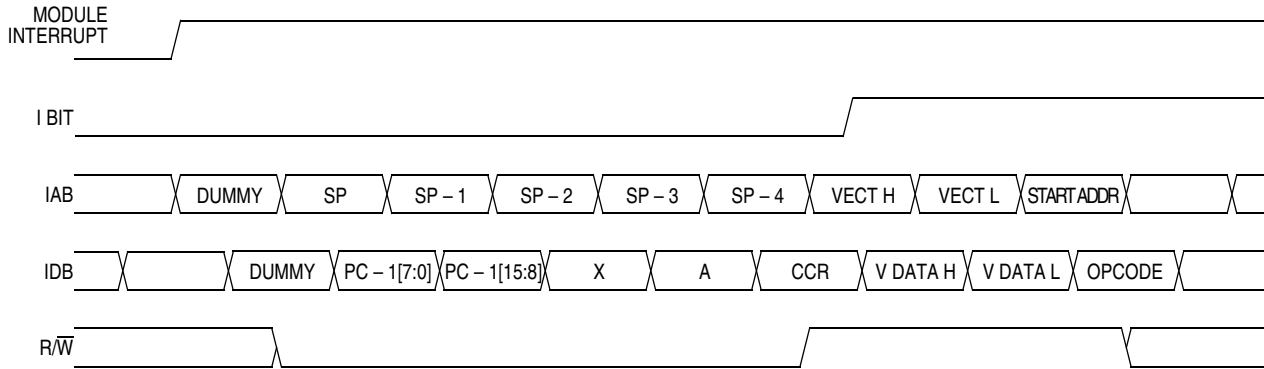 MODULE
INTERRUPT
I BIT
IAB DUMMY SP SP – 1 SP – 2 SP – 3 SP – 4 VECT H VECT L START ADDR
IDB DUMMY PC – 1[7:0] PC – 1[15:8] X A CCR V DATA H V DATA L OPCODE
R/W̅